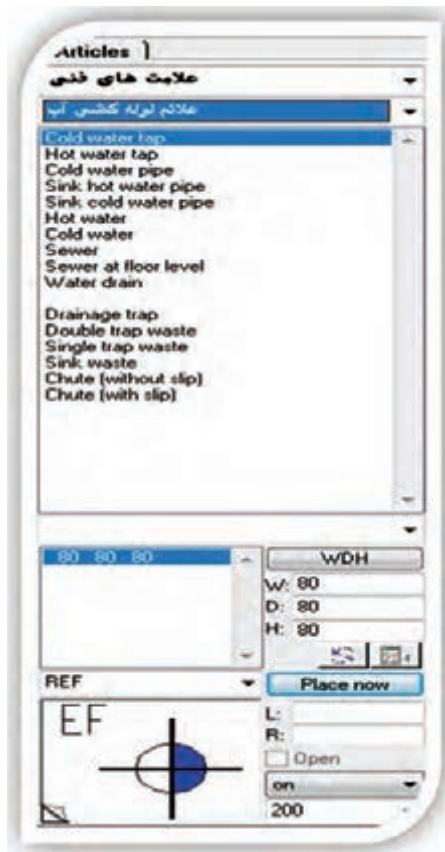 Articles
علامت های فنی
علائم لوله کشی آب
Cold water tap
Hot water tap
Cold water pipe
Sink hot water pipe
Sink cold water pipe
Hot water
Cold water
Sewer
Sewer at floor level
Water drain
Drainage trap
Double trap waste
Single trap waste
Sink waste
Chute (without slip)
Chute (with slip)
80 80 80
WDH
W: 80
D: 80
H: 80
REF
Place now
EF
L:
R:
Open
on
200